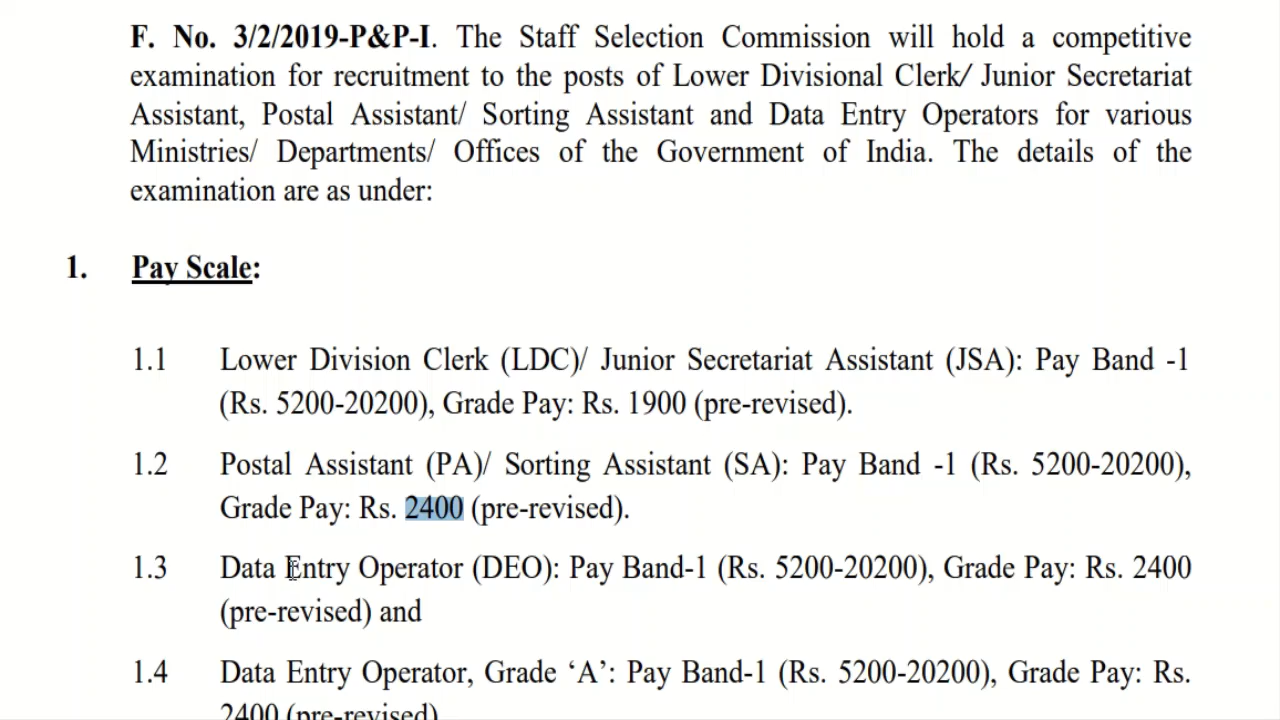 F. No. 3/2/2019-P&P-I. The Staff Selection Commission will hold a competitive
examination for recruitment to the posts of Lower Divisional Clerk/ Junior Secretariat
Assistant, Postal Assistant/ Sorting Assistant and Data Entry Operators for various
Ministries/ Departments/ Offices of the Government of India. The details of the
examination are as under:
1. Pay Scale:
1.1 Lower Division Clerk (LDC)/ Junior Secretariat Assistant (JSA): Pay Band -1
(Rs. 5200-20200), Grade Pay: Rs. 1900 (pre-revised).
1.2 Postal Assistant (PA)/ Sorting Assistant (SA): Pay Band -1 (Rs. 5200-20200),
Grade Pay: Rs. 2400 (pre-revised).
1.3 Data Entry Operator (DEO): Pay Band-1 (Rs. 5200-20200), Grade Pay: Rs. 2400
(pre-revised) and
1.4 Data Entry Operator, Grade ‘A’: Pay Band-1 (Rs. 5200-20200), Grade Pay: Rs.
2400 (pre-revised)